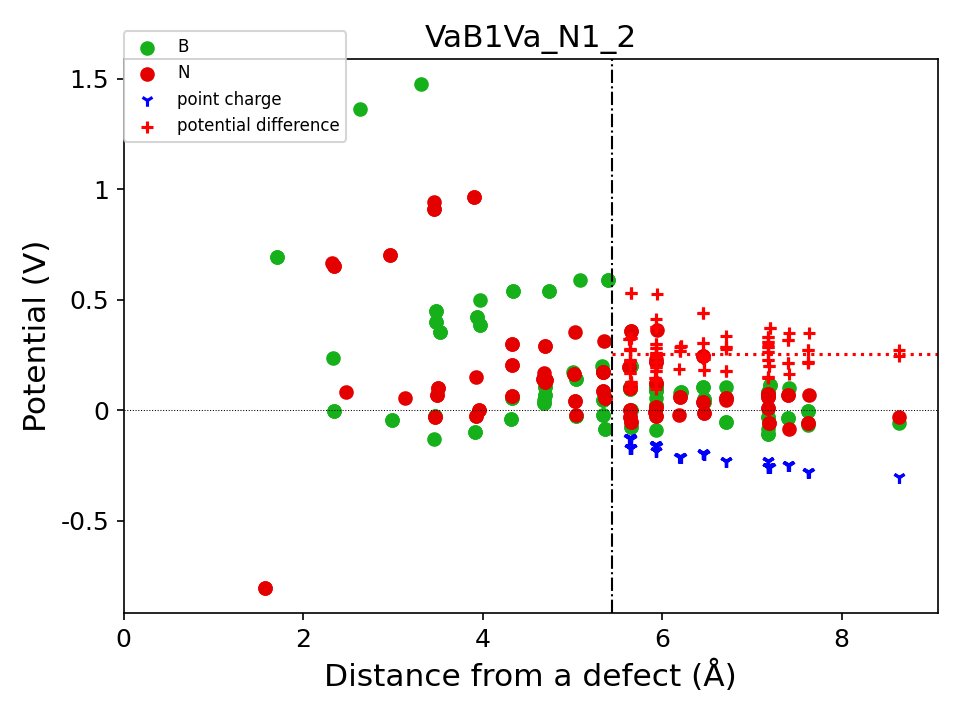 VaB1Va_N1_2
B
N
point charge
potential difference
1.5
1
0.5
0
-0.5
Potential (V)
0 2 4 6 8
Distance from a defect (Å)